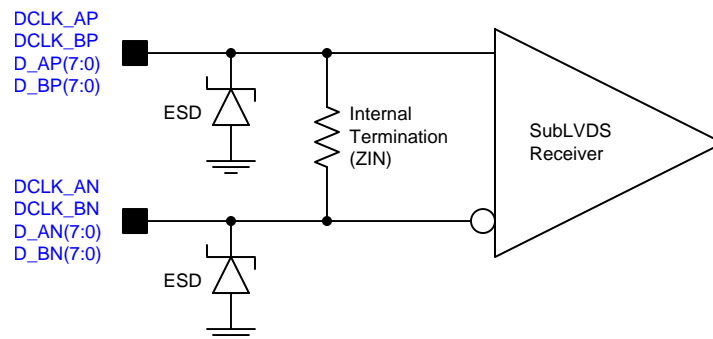 DCLK_AP
DCLK_BP
D_AP(7:0)
D_BP(7:0)
ESD
Internal
Termination
(ZIN)
SubLVDS
Receiver
DCLK_AN
DCLK_BN
D_AN(7:0)
D_BN(7:0)
ESD